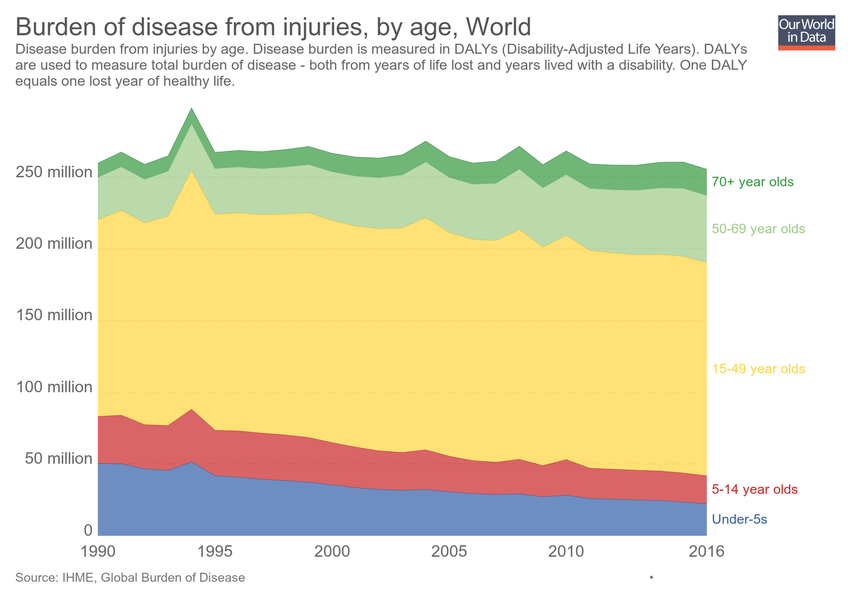 Burden of disease from injuries, by age, World
Our World
in Data
Disease burden from injuries by age. Disease burden is measured in DALYs (Disability-Adjusted Life Years). DALYs
are used to measure total burden of disease - both from years of life lost and years lived with a disability. One DALY
equals one lost year of healthy life.
250 million
200 million
150 million
100 million
50 million
0
70+ year olds
50-69 year olds
15-49 year olds
5-14 year olds
Under-5s
1990
1995
2000
2005
2010
2016
Source: IHME, Global Burden of Disease